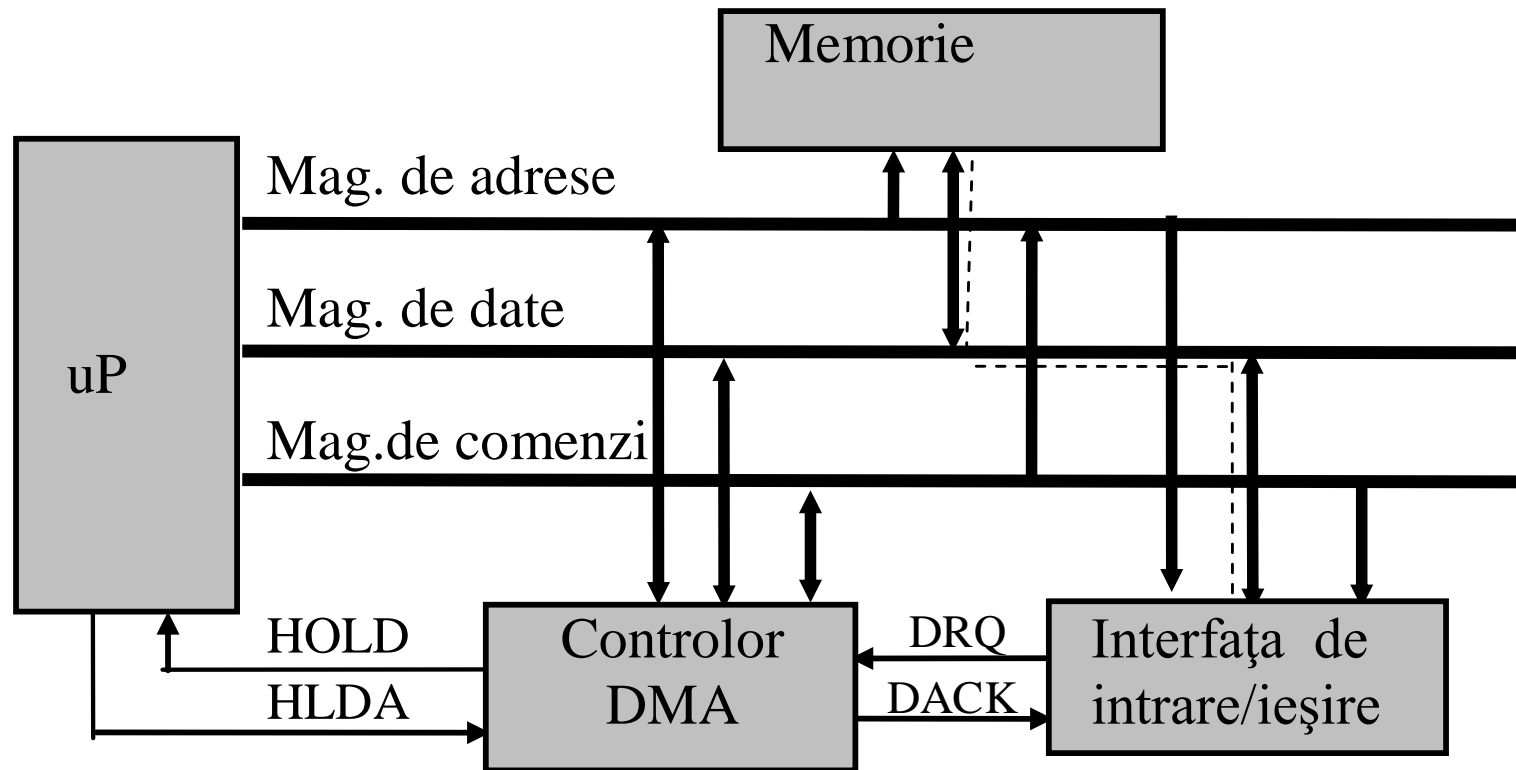 Memorie
Mag. de adrese
Mag. de date
uP
Mag.de comenzi
HOLD
HLDA
Controlor
DMA
DRQ
DACK
Interfaţa de
intrare/ieşire